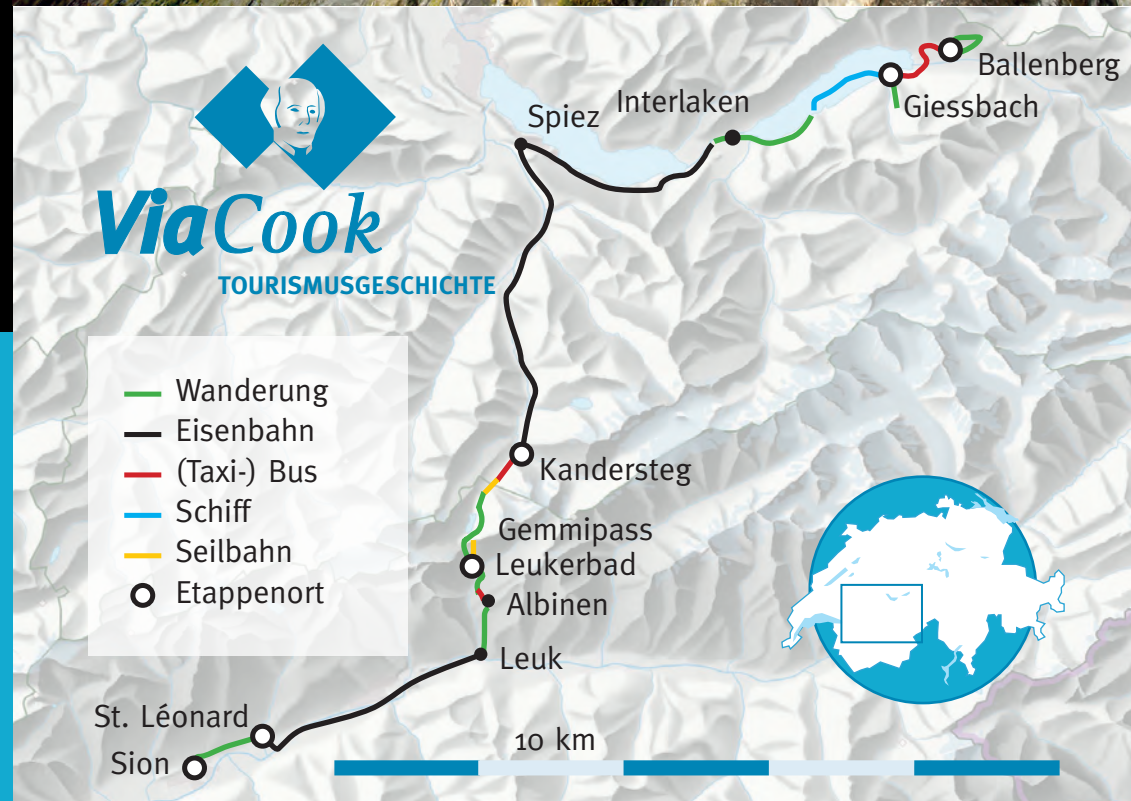 ViaCook
TOURISMUSGESCHICHTE
Wanderung
Eisenbahn
(Taxi-) Bus
Schiff
Seilbahn
Etappenort
Ballenberg
Giessbach
Interlaken
Spiez
Kandersteg
Gemmipass
Leukerbad
Albinen
Leuk
St. Léonard
Sion
10 km